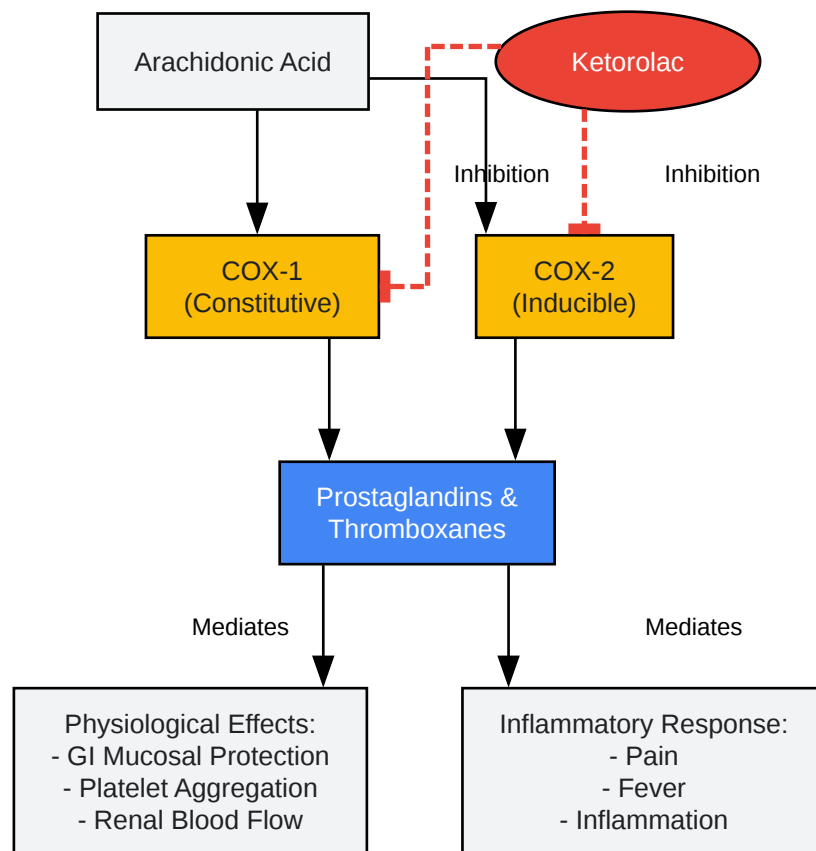 Arachidonic Acid
Ketorolac
Inhibition
Inhibition
COX-1
(Constitutive)
COX-2
(Inducible)
Prostaglandins &
Thromboxanes
Mediates
Mediates
Physiological Effects:
- GI Mucosal Protection
- Platelet Aggregation
- Renal Blood Flow
Inflammatory Response:
- Pain
- Fever
- Inflammation